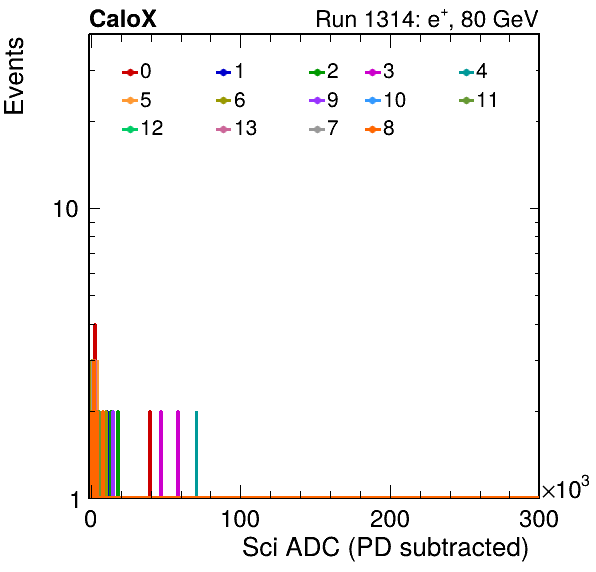 CaloX Run 1314: e⁺, 80 GeV
Events
0 1 2 3 4
5 6 9 10 11
12 13 7 8
10
1
×10³
0 100 200 300
Sci ADC (PD subtracted)